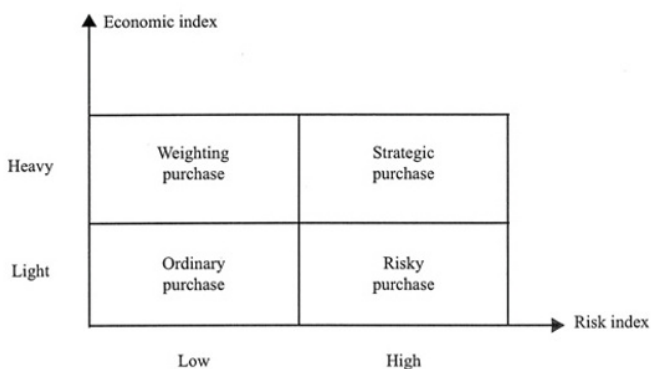 Economic index
Heavy
Weighting
purchase
Strategic
purchase
Light
Ordinary
purchase
Risky
purchase
Risk index
Low
High